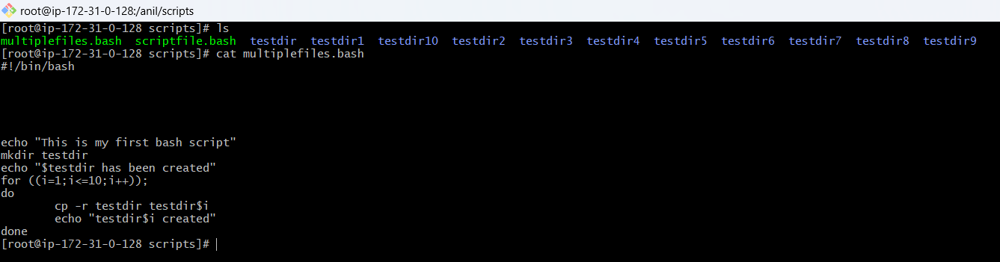 root@ip-172-31-0-128:/anil/scripts
[root@ip-172-31-0-128 scripts]# ls
multiplefiles.bash  scriptfile.bash  testdir  testdir1  testdir10  testdir2  testdir3  testdir4  testdir5  testdir6  testdir7  testdir8  testdir9
[root@ip-172-31-0-128 scripts]# cat multiplefiles.bash
#!/bin/bash
echo "This is my first bash script"
mkdir testdir
echo "$testdir has been created"
for ((i=1;i<=10;i++));
do
        cp -r testdir testdir$i
        echo "testdir$i created"
done
[root@ip-172-31-0-128 scripts]#